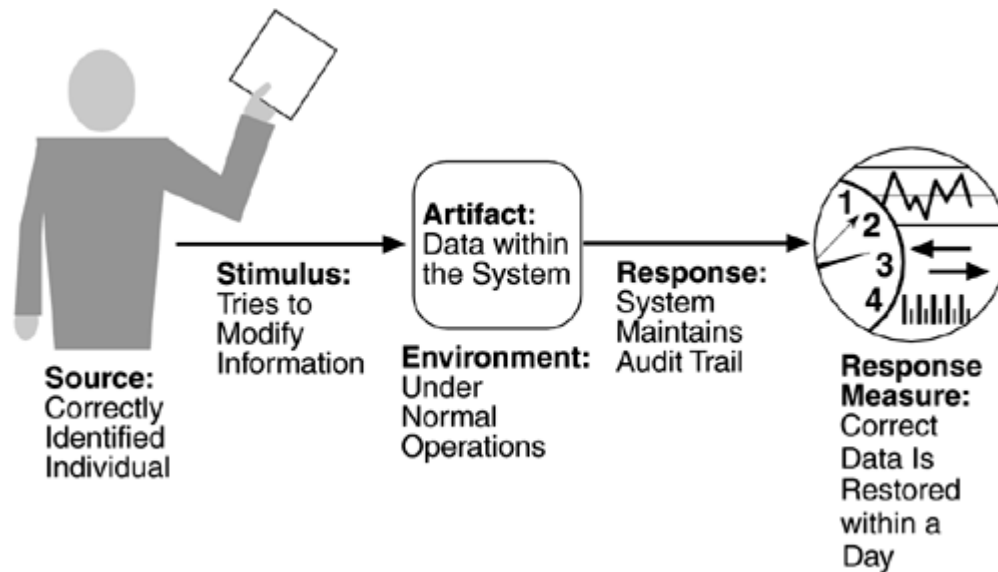 Source:
Correctly
Identified
Individual
Stimulus:
Tries to
Modify
Information
Artifact:
Data within
the System
Environment:
Under
Normal
Operations
Response:
System
Maintains
Audit Trail
1
2
3
4
Response
Measure:
Correct
Data Is
Restored
within a
Day